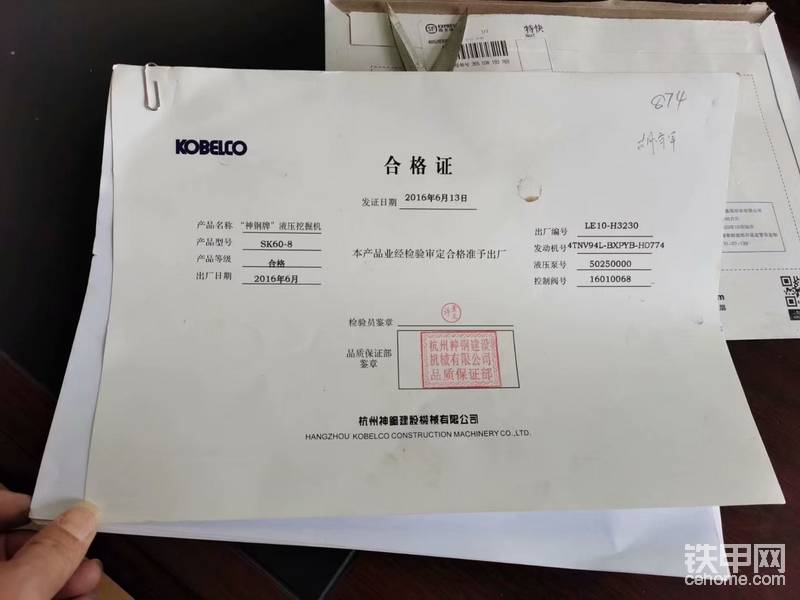 SF EXPRESS
1/1
特快
874
KOBELCO
合格证
发证日期 2016年6月13日
产品名称 “神钢牌”液压挖掘机
产品型号 SK60-8
产品等级 合格
出厂日期 2016年6月
本产品业经检验审定合格准予出厂
出厂编号 LE10-H3230
发动机号 4TNV94L-BXPYB-H0774
液压泵号 50250000
控制阀号 16010068
检验员鉴章
品质保证部
鉴章
杭州神钢建设
机械有限公司
品质保证部
杭州神鋼建設機械有限公司
HANGZHOU KOBELCO CONSTRUCTION MACHINERY CO.,LTD.
铁甲网
cehome.com